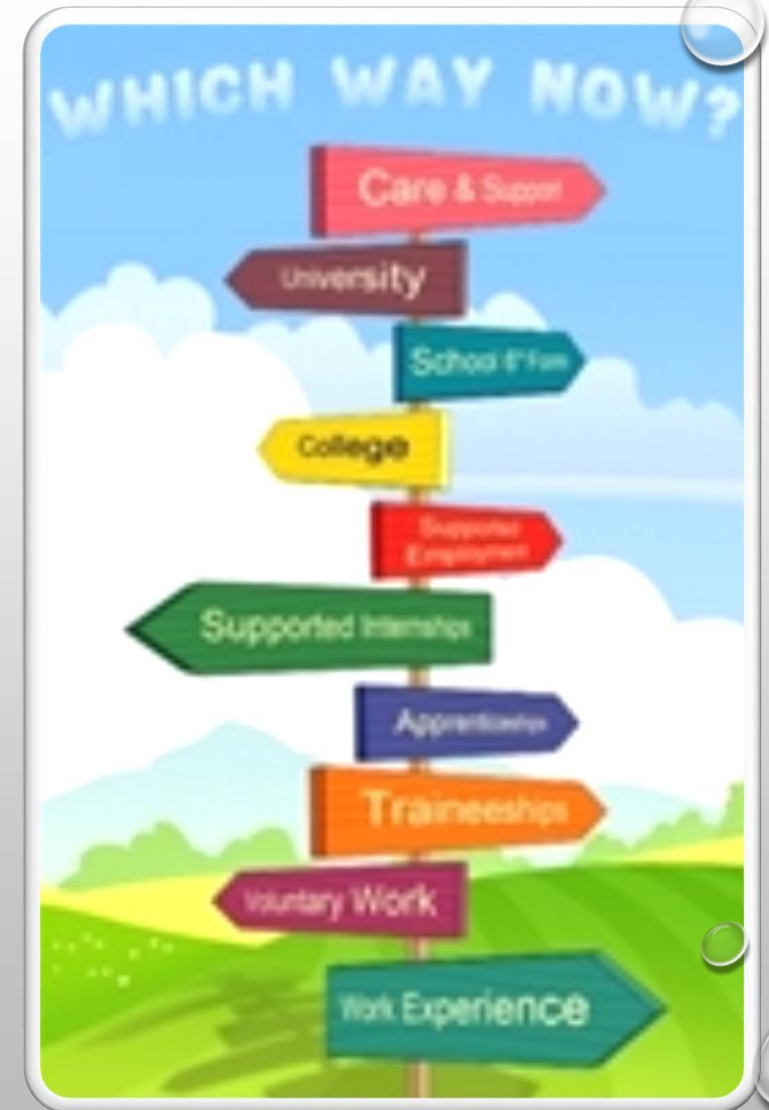 WHICH WAY NOW?
Care & Support
University
School 6th Form
College
Supported
Employment
Supported Internships
Apprenticeships
Traineeships
Voluntary Work
Work Experience